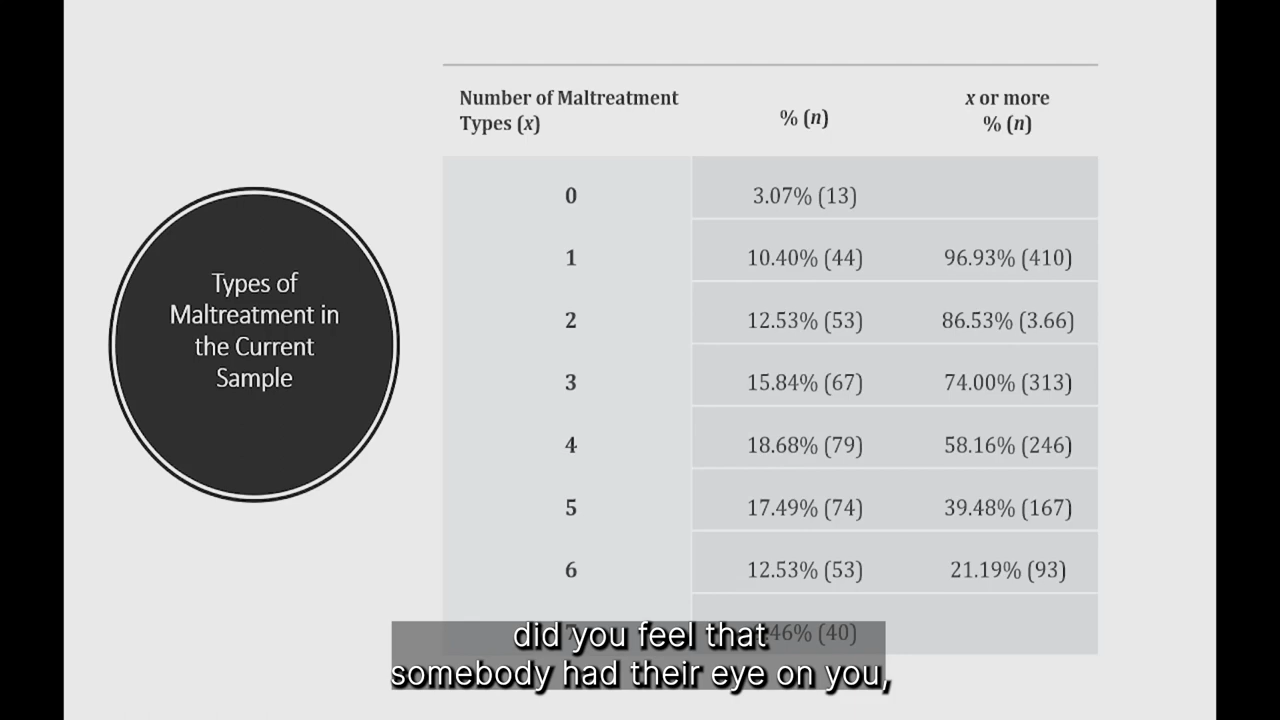 Number of Maltreatment
Types (x)
% (n)
x or more
% (n)
0 3.07% (13)
1 10.40% (44) 96.93% (410)
2 12.53% (53) 86.53% (3.66)
3 15.84% (67) 74.00% (313)
4 18.68% (79) 58.16% (246)
5 17.49% (74) 39.48% (167)
6 12.53% (53) 21.19% (93)
(40)
Types of
Maltreatment in
the Current
Sample
did you feel that
somebody had their eye on you,